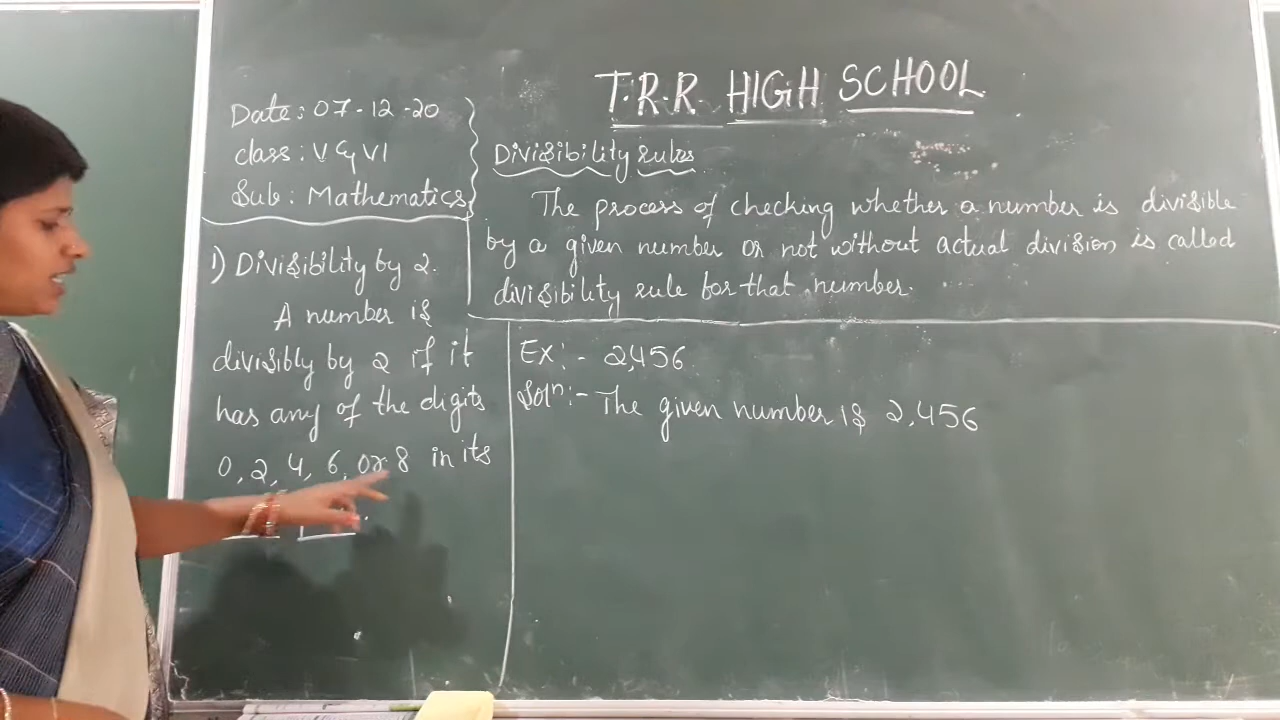 T.R.R. HIGH SCHOOL
Date: 07-12-20
class: V & VI
Sub: Mathematics
Divisibility rules
The process of checking whether a number is divisible
by a given number or not without actual division is called
divisibility rule for that number.
1) Divisibility by 2.
A number is
divisibly by 2 if it
has any of the digits
0, 2, 4, 6, or 8 in its
Ex:- 2,456
Solⁿ:- The given number is 2,456